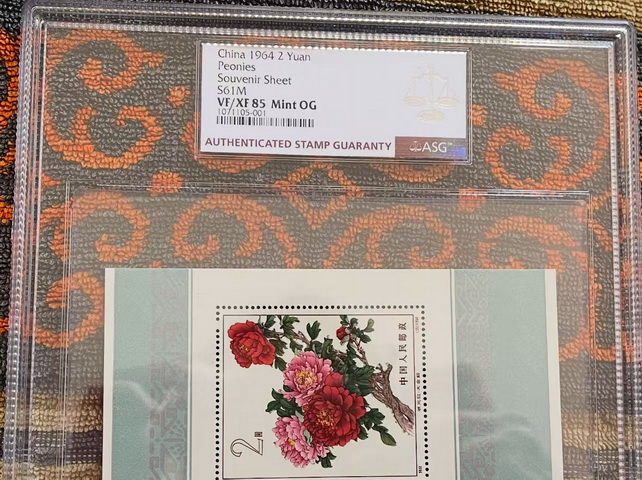 China 1964 2 Yuan
Peonies
Souvenir Sheet
S61M
VF/XF 85 Mint OG
1071105-001
AUTHENTICATED STAMP GUARANTY
ASG
中国人民邮政
2圆